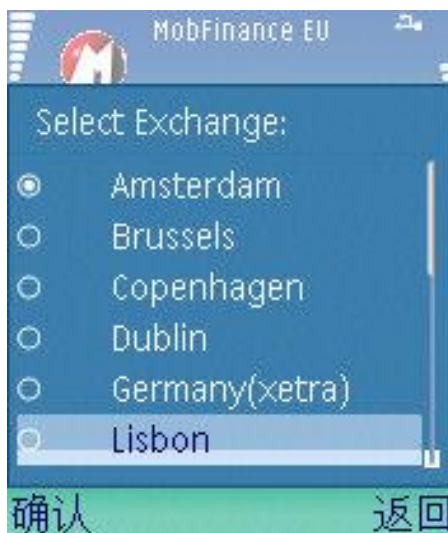 MobFinance EU
Select Exchange:
Amsterdam
Brussels
Copenhagen
Dublin
Germany(xetra)
Lisbon
确认 返回